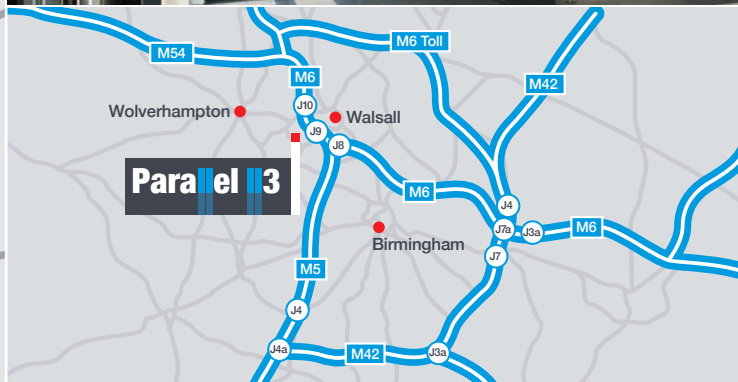 M6 Toll
M54
M6
M42
J10
Wolverhampton
Walsall
J9
J8
Parallel 113
M6
J4
J7a
J3a
M6
Birmingham
J7
M5
J4
J4a
M42
J3a